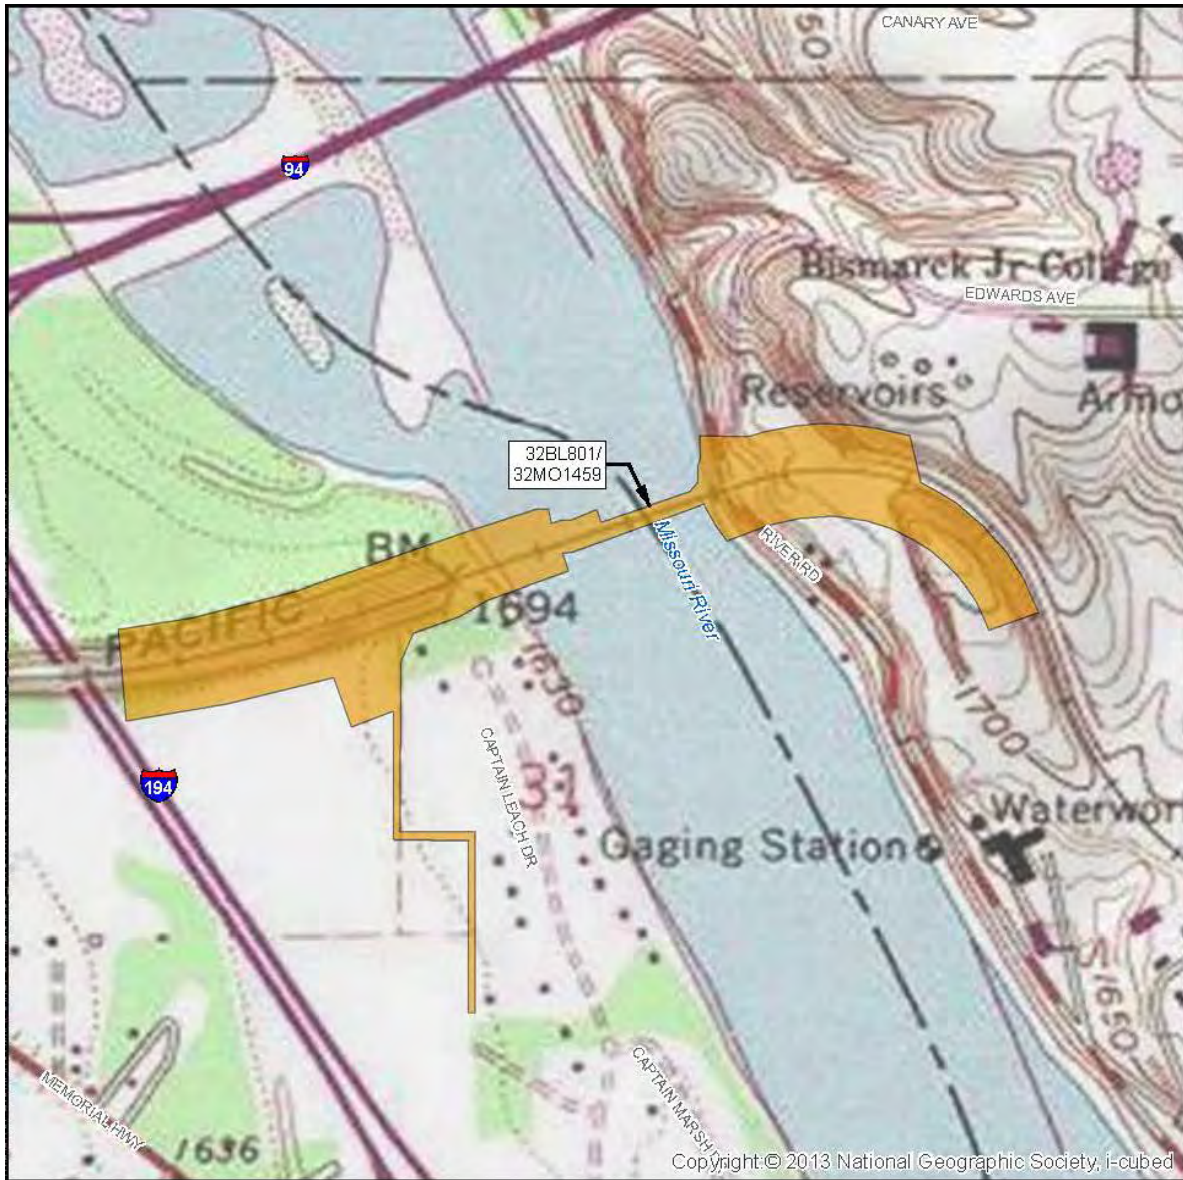 CANARY AVE
50
94
Bismarck Jr College
EDWARDS AVE
Reservoirs
Armo
32BL801/
32MO1459
BM
Missouri River
RIVER RD
1694
PACIFIC
1630
1700
CAPTAIN LEACH DR
194
37
Waterwor
Gaging Station
1650
CAPTAIN MARSH
MEMORIAL HWY
1636
Copyright:© 2013 National Geographic Society, i-cubed